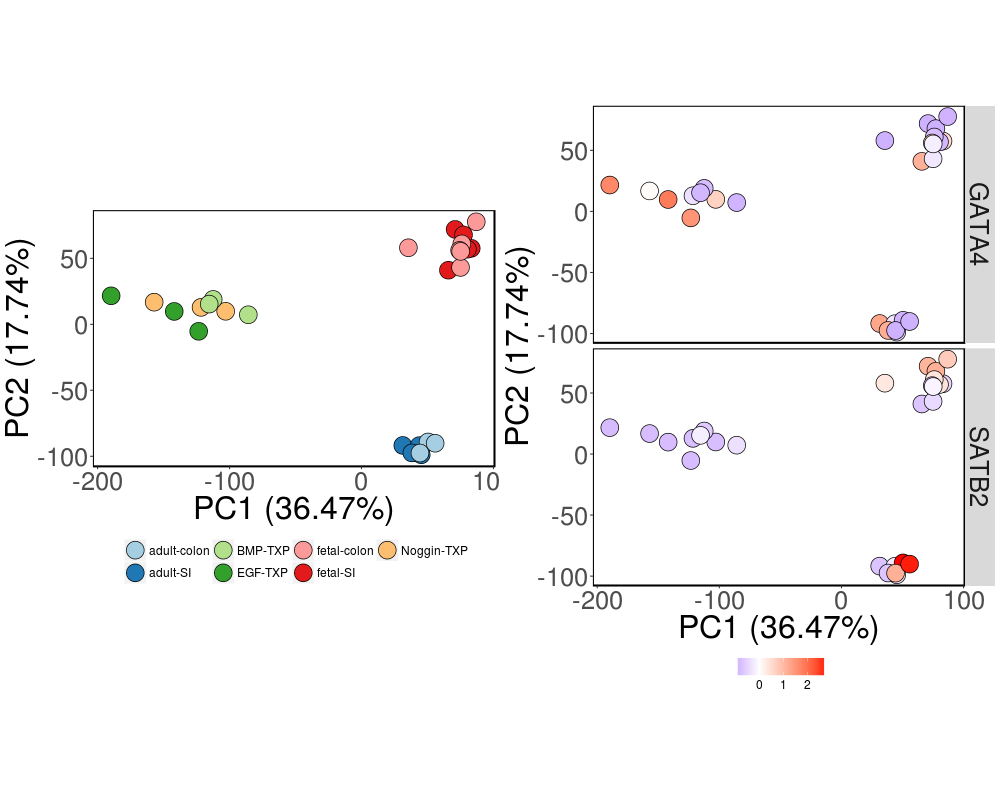 PC2 (17.74%)
50
0
-50
-100
-200 -100 0 10
PC1 (36.47%)
adult-colon BMP-TXP fetal-colon Noggin-TXP
adult-SI EGF-TXP fetal-SI
PC2 (17.74%)
50
0
-50
-100
GATA4
50
0
-50
-100
SATB2
-200 -100 0 100
PC1 (36.47%)
0 1 2